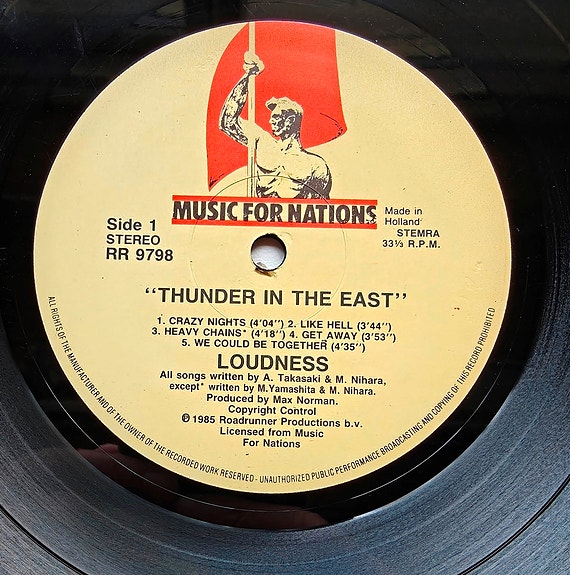 MUSIC FOR NATIONS
Side 1
STEREO
RR 9798
Made in
Holland
STEMRA
33⅓ R.P.M.
“THUNDER IN THE EAST”
1. CRAZY NIGHTS (4'04'') 2. LIKE HELL (3'44'')
3. HEAVY CHAINS* (4'18'') 4. GET AWAY (3'53'')
5. WE COULD BE TOGETHER (4'35'')
LOUDNESS
All songs written by A. Takasaki & M. Nihara,
except* written by M.Yamashita & M. Nihara.
Produced by Max Norman.
Copyright Control
℗ 1985 Roadrunner Productions b.v.
Licensed from Music
For Nations
ALL RIGHTS OF THE MANUFACTURER AND OF THE OWNER OF THE RECORDED WORK RESERVED - UNAUTHORIZED PUBLIC PERFORMANCE BROADCASTING AND COPYING OF THIS RECORD PROHIBITED